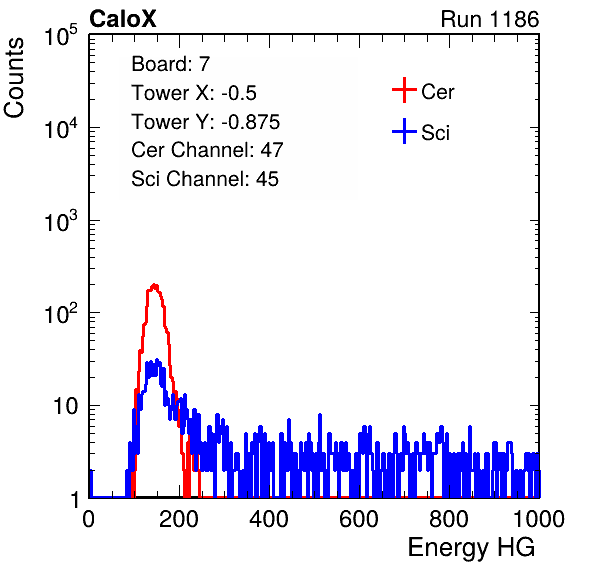 CaloX Run 1186
Counts
Board: 7
Tower X: -0.5
Tower Y: -0.875
Cer Channel: 47
Sci Channel: 45
Cer
Sci
10^5
10^4
10^3
10^2
10
1
0 200 400 600 800 1000
Energy HG